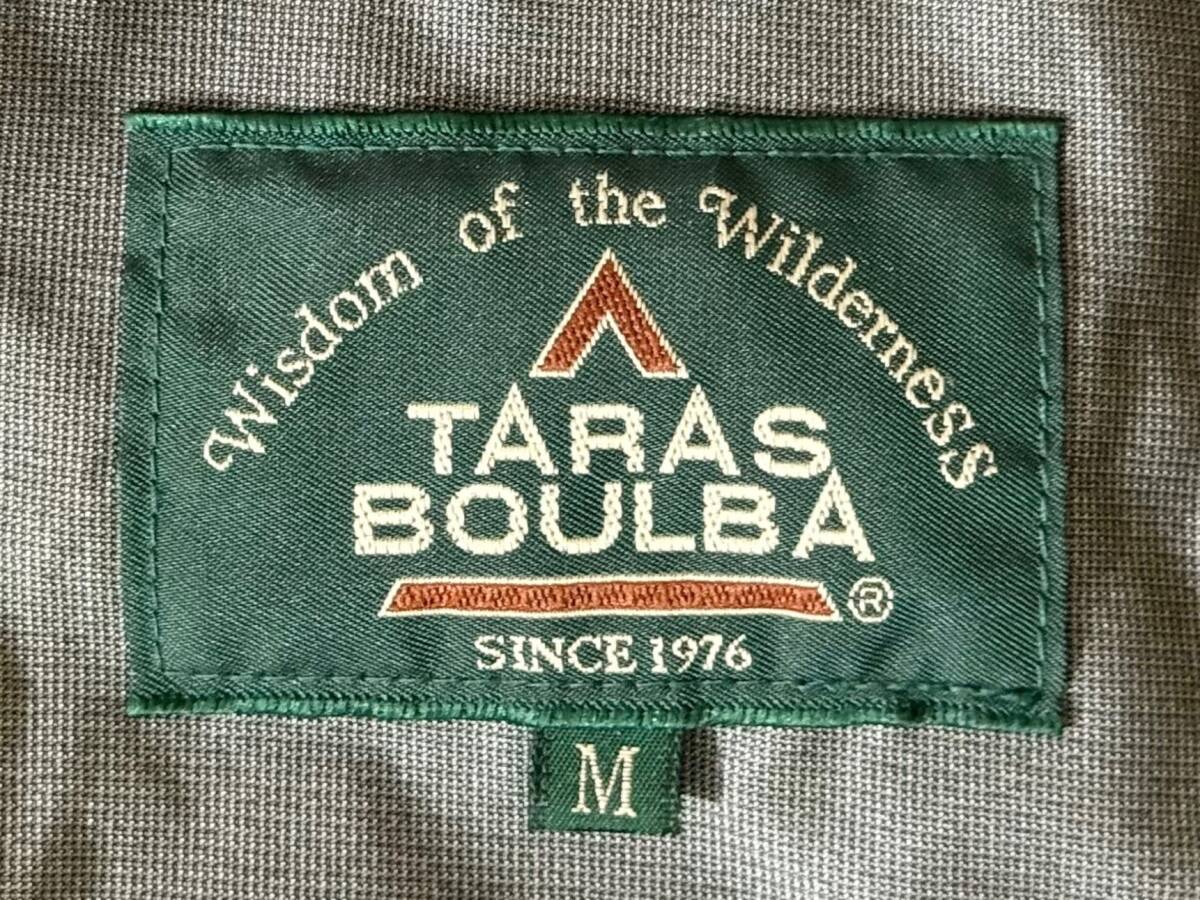 Wisdom of the Wilderness
TARAS
BOULBA
®
SINCE 1976
M